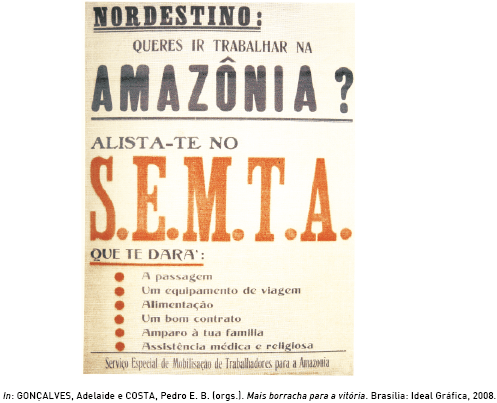 NORDESTINO:
QUERES IR TRABALHAR NA
AMAZÔNIA?
ALISTA-TE NO
S.E.M.T.A.
QUE TE DARA':
A passagem
Um equipamento de viagem
Alimentação
Um bom contrato
Amparo à tua familia
Assistência médica e religiosa
Serviço Especial de Mobilisação de Trabalhadores para a Amazonia
In: GONÇALVES, Adelaide e COSTA, Pedro E. B. (orgs.). Mais borracha para a vitória. Brasília: Ideal Gráfica, 2008.